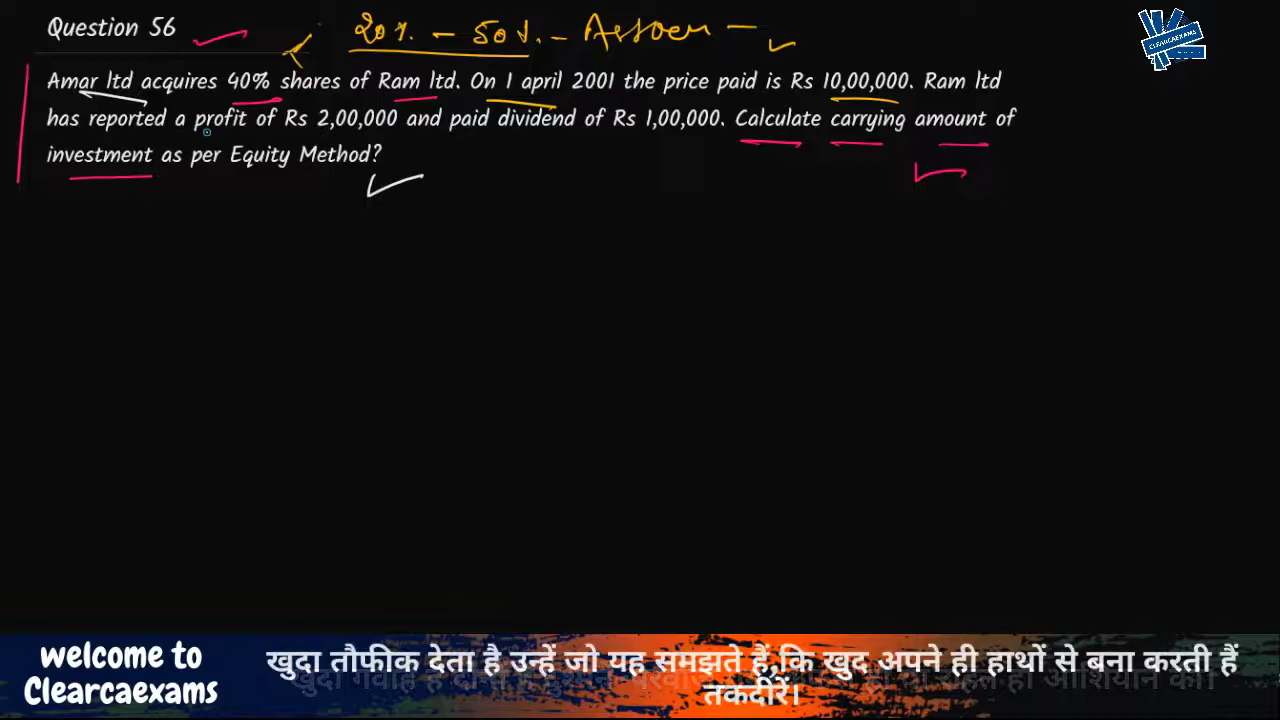 Question 56
20% - 50% -
Amar ltd acquires 40% shares of Ram ltd. On 1 april 2001 the price paid is Rs 10,00,000. Ram ltd
has reported a profit of Rs 2,00,000 and paid dividend of Rs 1,00,000. Calculate carrying amount of
investment as per Equity Method?
CLEARCAEXAMS
welcome to
Clearcaexams
खुदा तौफीक देता है उन्हें जो यह समझते हैं,कि खुद अपने ही हाथों से बना करती हैं
तकदीरें।